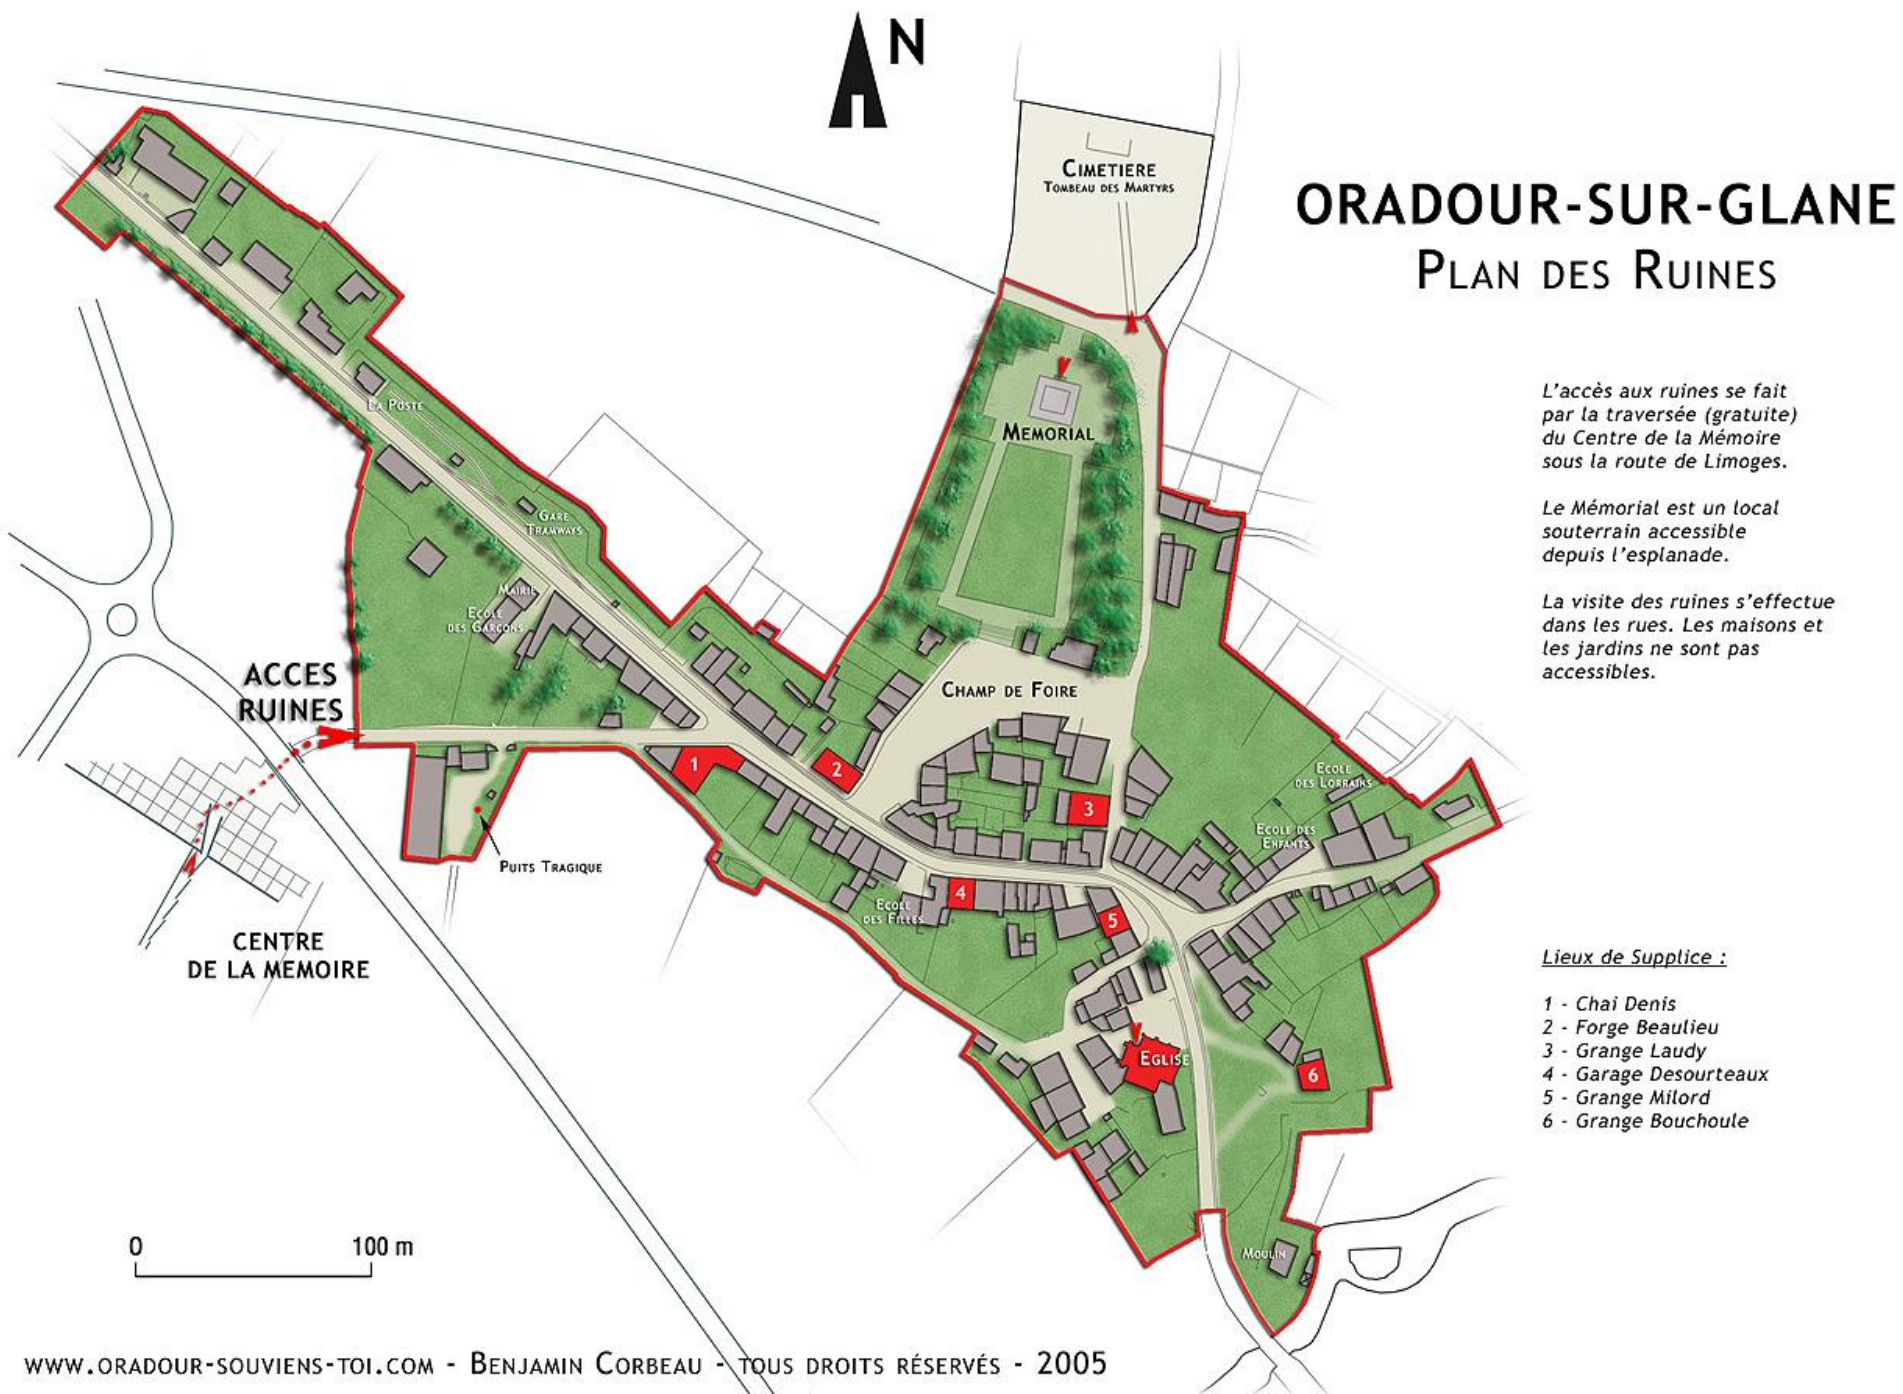 N
CIMETIERE
TOMBEAU DES MARTYRS
ORADOUR-SUR-GLANE
PLAN DES RUINES
L'accès aux ruines se fait
par la traversée (gratuite)
du Centre de la Mémoire
sous la route de Limoges.
Le Mémorial est un local
souterrain accessible
depuis l'esplanade.
La visite des ruines s'effectue
dans les rues. Les maisons et
les jardins ne sont pas
accessibles.
LA POSTE
MEMORIAL
GARE
TRAMWAYS
MAIRIE
ECOLE
DES GARCONS
ACCES
RUINES
CHAMP DE FOIRE
1
2
3
ECOLE
DES LORRAINS
ECOLE DES
ENFANTS
PUITS TRAGIQUE
4
ECOLE
DES FILLES
5
CENTRE
DE LA MEMOIRE
EGLISE
6
Lieux de Supplice :
1 - Chai Denis
2 - Forge Beaulieu
3 - Grange Laudy
4 - Garage Desourteaux
5 - Grange Milord
6 - Grange Bouchoule
MOULIN
0 100 m
WWW.ORADOUR-SOUVIENS-TOI.COM - BENJAMIN CORBEAU - TOUS DROITS RÉSERVÉS - 2005